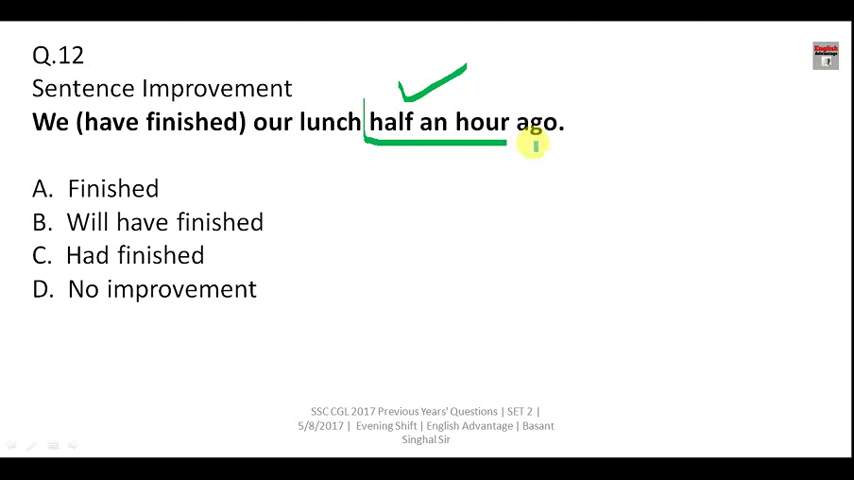 Q.12
English
Advantage
Sentence Improvement
We (have finished) our lunch half an hour ago.
A. Finished
B. Will have finished
C. Had finished
D. No improvement
SSC CGL 2017 Previous Years' Questions | SET 2 |
5/8/2017 | Evening Shift | English Advantage | Basant
Singhal Sir